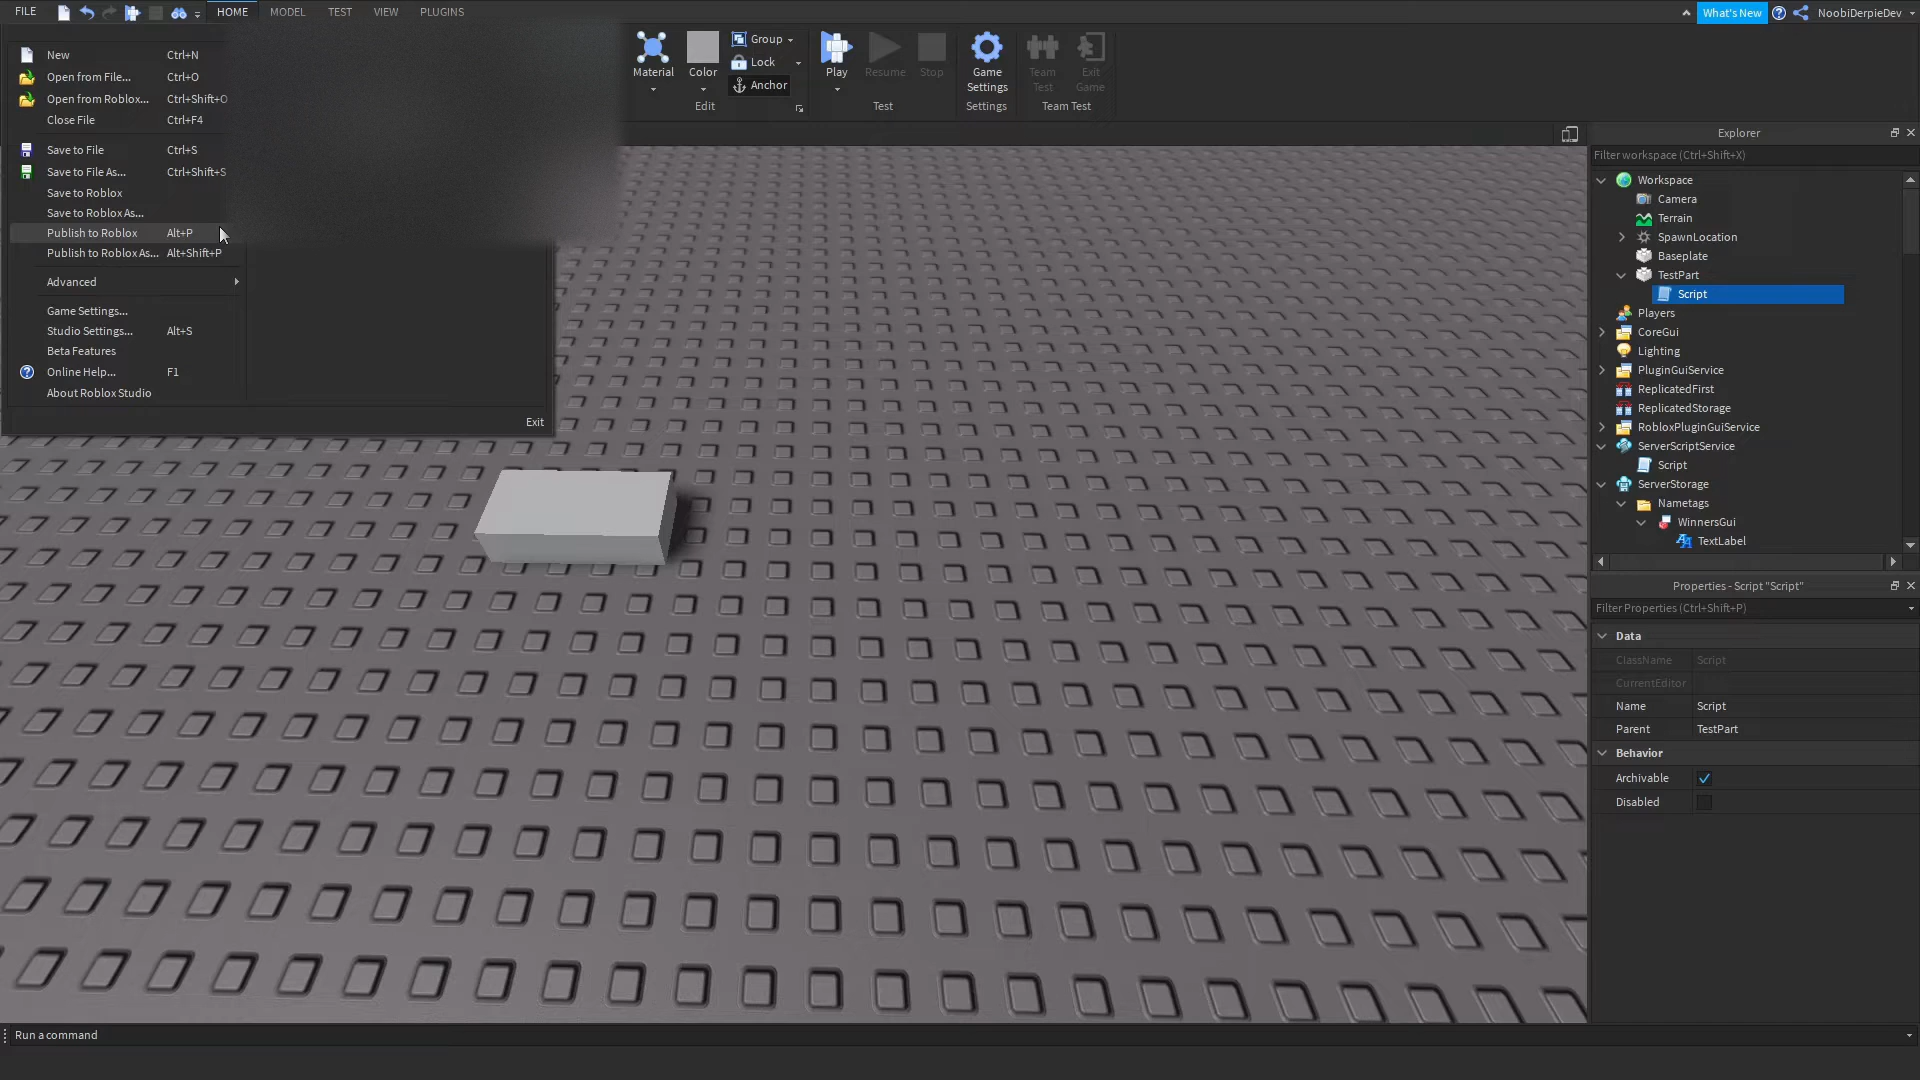 FILE HOME MODEL TEST VIEW PLUGINS What's New NoobiDerpieDev
New Ctrl+N
Open from File... Ctrl+O
Open from Roblox... Ctrl+Shift+O
Close File Ctrl+F4
Save to File Ctrl+S
Save to File As... Ctrl+Shift+S
Save to Roblox
Save to Roblox As...
Publish to Roblox Alt+P
Publish to Roblox As... Alt+Shift+P
Advanced
Game Settings...
Studio Settings... Alt+S
Beta Features
Online Help... F1
About Roblox Studio
Exit
Material
Color
Group
Lock
Anchor
Edit
Play
Resume
Stop
Test
Game
Settings
Settings
Team
Test
Exit
Game
Team Test
Explorer
Filter workspace (Ctrl+Shift+X)
Workspace
Camera
Terrain
SpawnLocation
Baseplate
TestPart
Script
Players
CoreGui
Lighting
PluginGuiService
ReplicatedFirst
ReplicatedStorage
RobloxPluginGuiService
ServerScriptService
Script
ServerStorage
Nametags
WinnersGui
TextLabel
Properties - Script "Script"
Filter Properties (Ctrl+Shift+P)
Data
ClassName Script
CurrentEditor
Name Script
Parent TestPart
Behavior
Archivable
Disabled
Run a command